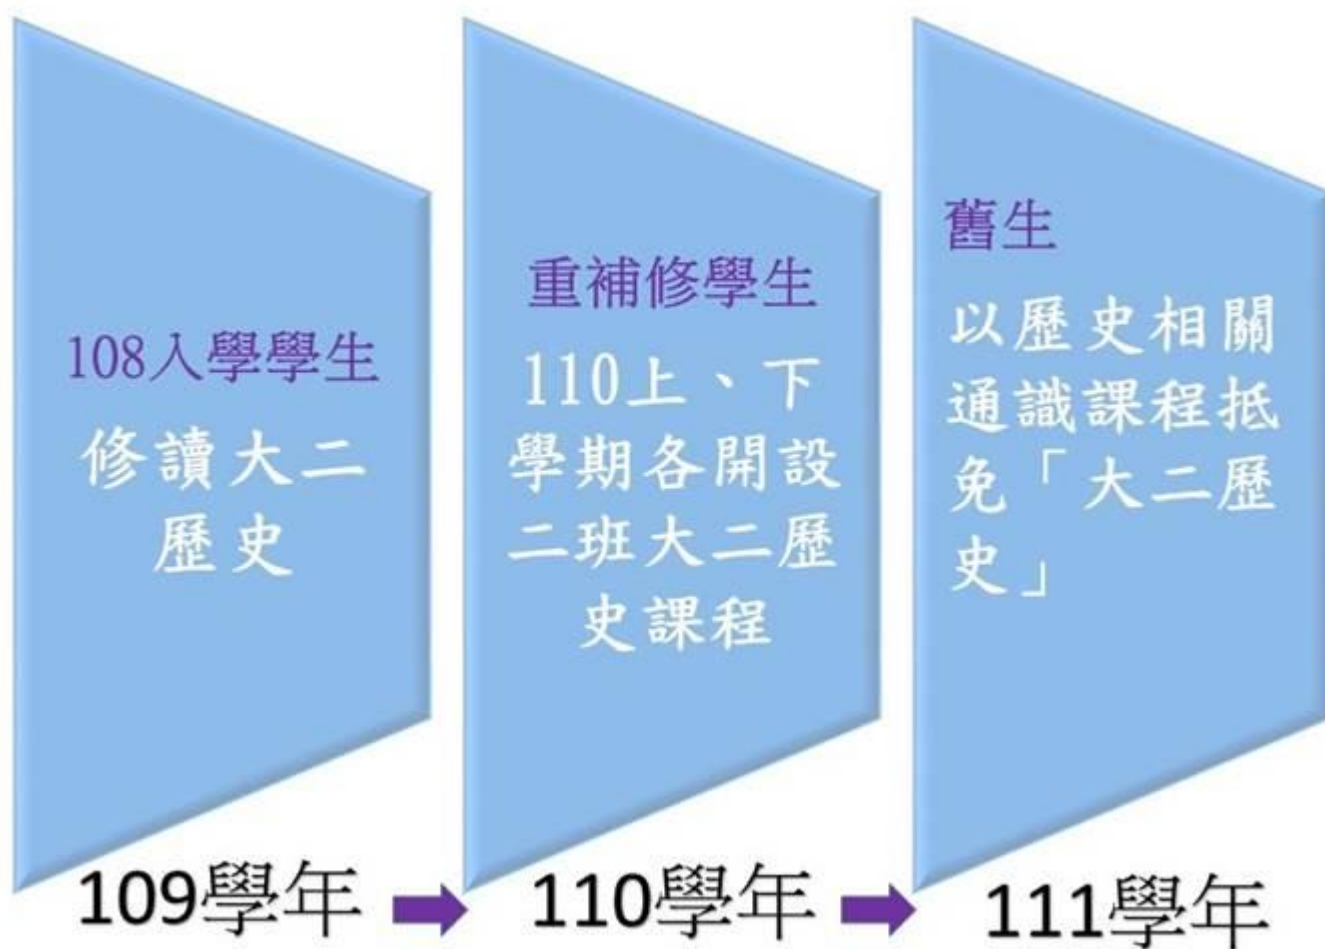 108入學學生
修讀大二
歷史
重補修學生
110上、下
學期各開設
二班大二歷
史課程
舊生
以歷史相關
通識課程抵
免「大二歷
史」
109學年
110學年
111學年